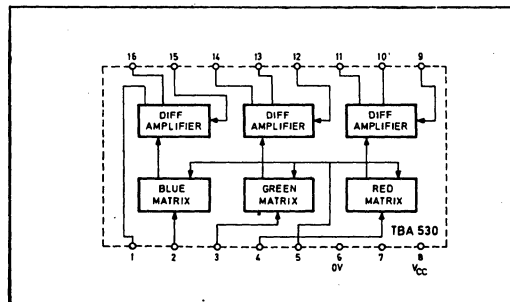 16 15 14 13 12 11 10 9
DIFF AMPLIFIER
DIFF AMPLIFIER
DIFF AMPLIFIER
BLUE MATRIX
GREEN MATRIX
RED MATRIX
TBA 530
1 2 3 4 5 6 7 8
0V VCC